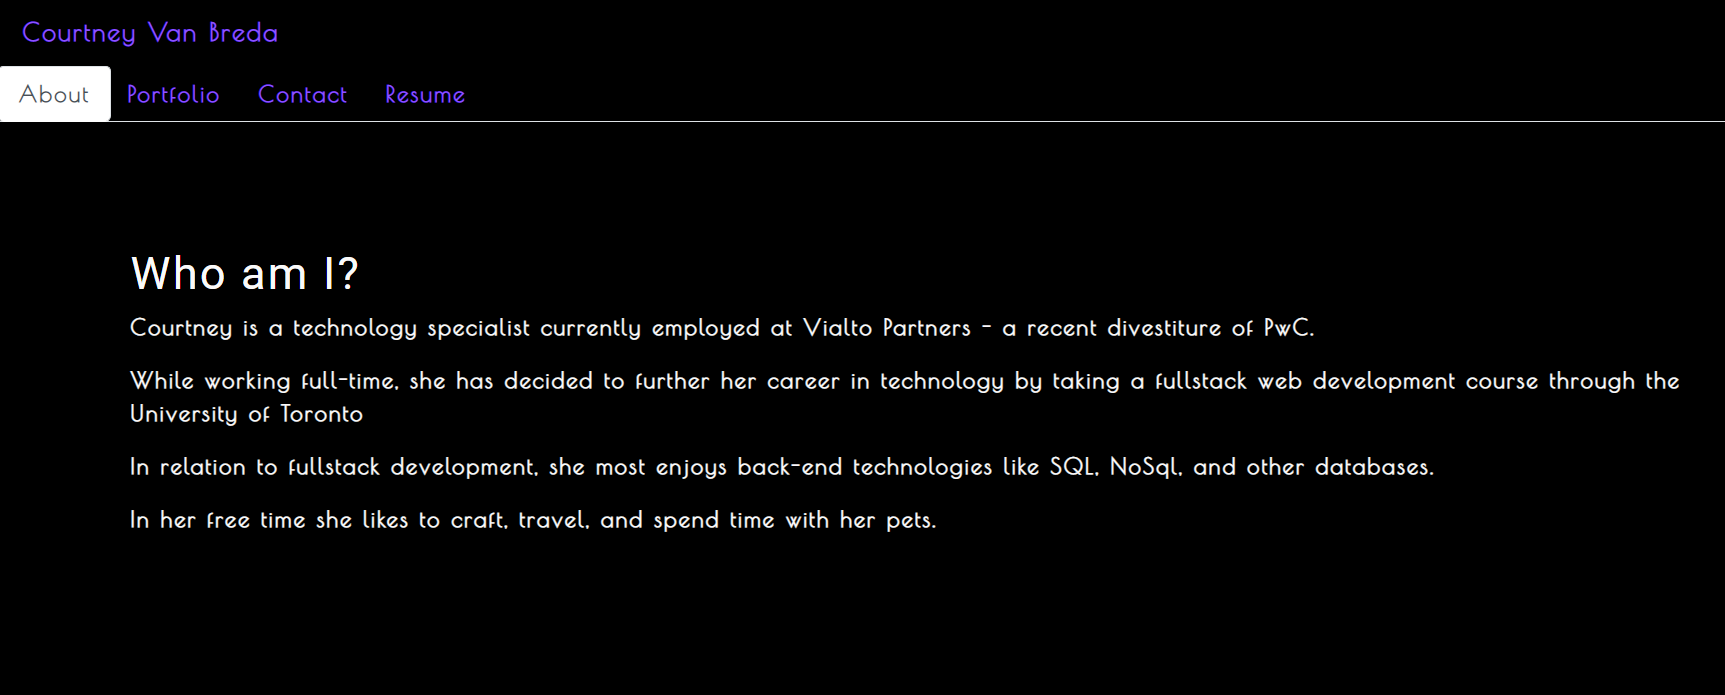 Courtney Van Breda
About Portfolio Contact Resume
Who am I?
Courtney is a technology specialist currently employed at Vialto Partners - a recent divestiture of PwC.
While working full-time, she has decided to further her career in technology by taking a fullstack web development course through the
University of Toronto
In relation to fullstack development, she most enjoys back-end technologies like SQL, NoSql, and other databases.
In her free time she likes to craft, travel, and spend time with her pets.